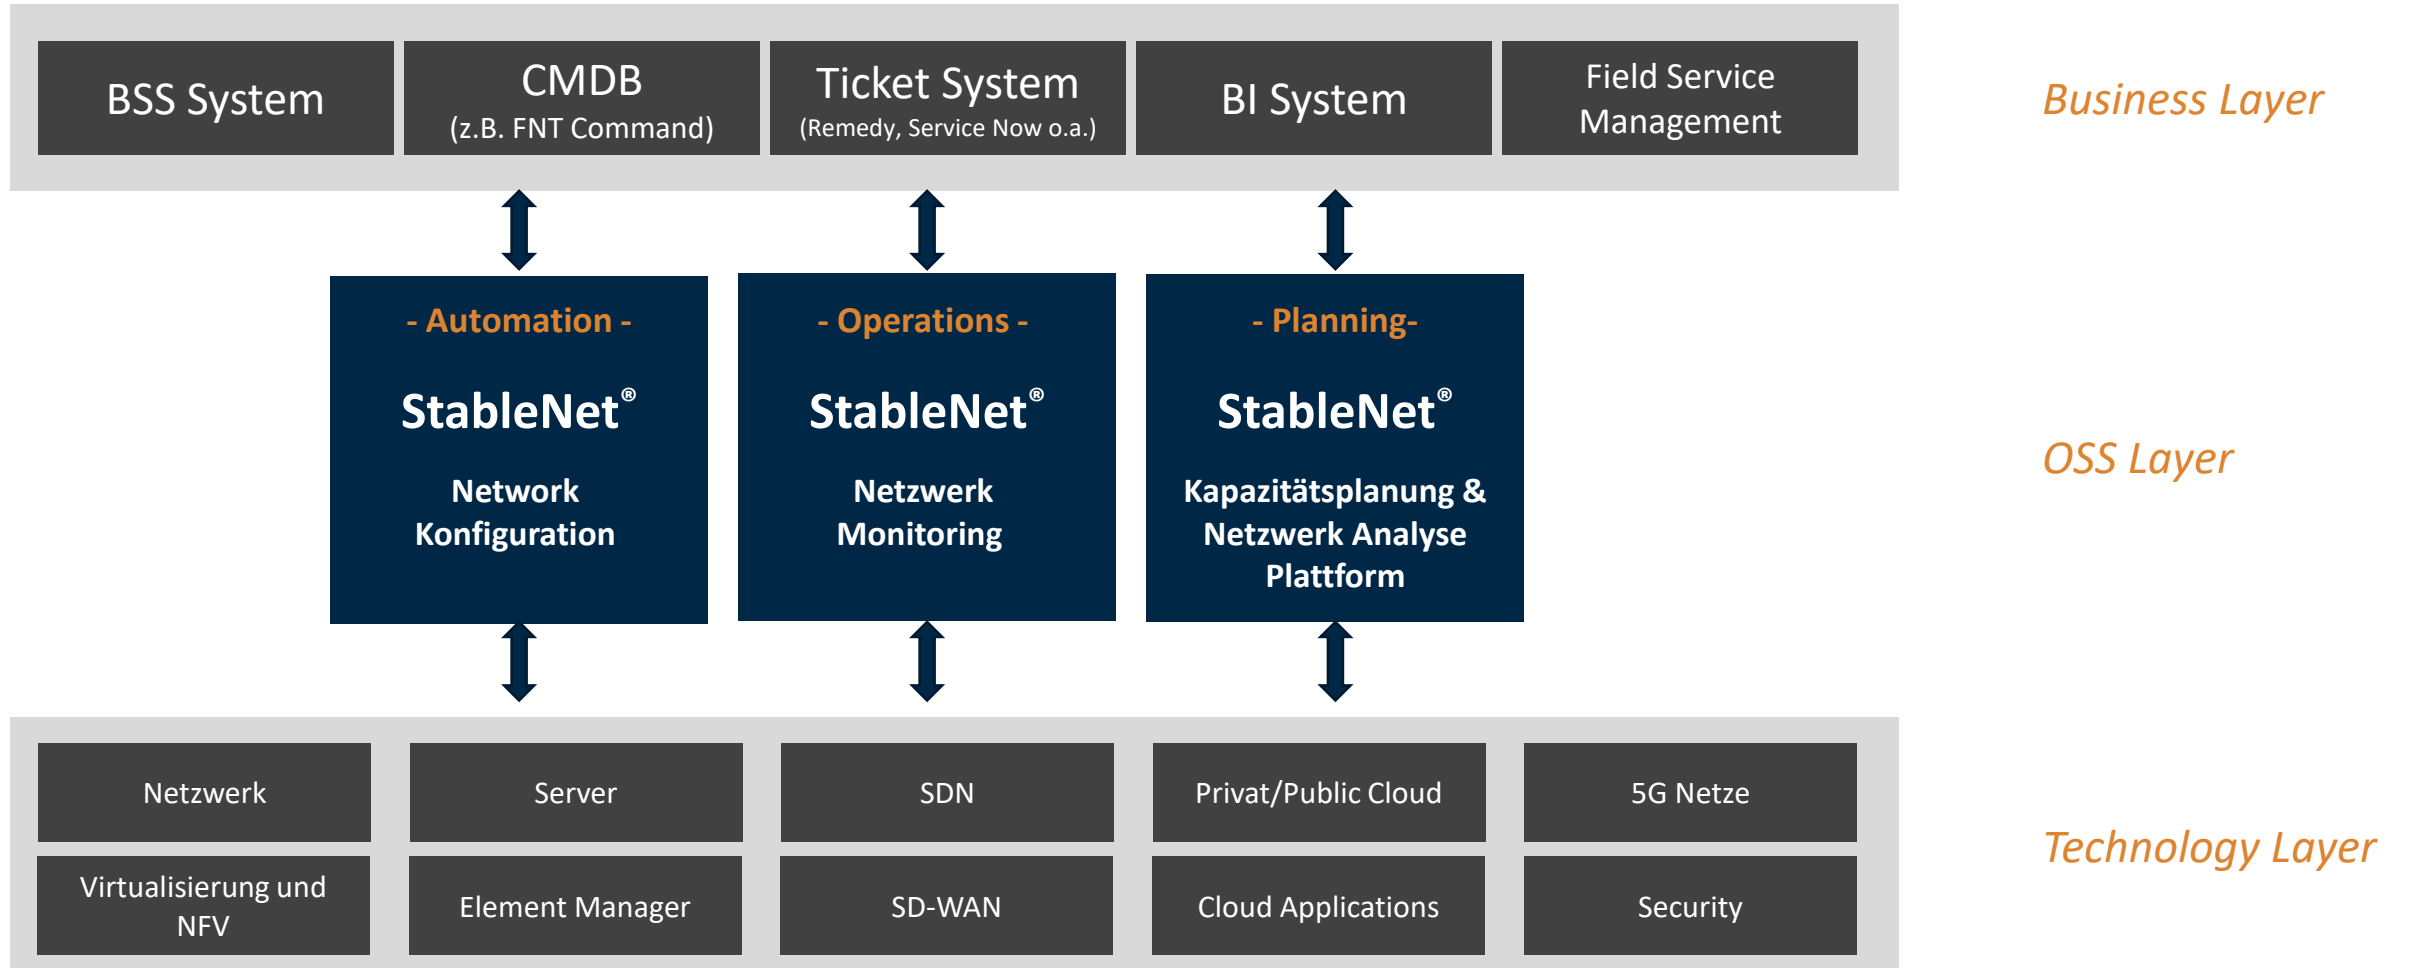 BSS System
CMDB
(z.B. FNT Command)
Ticket System
(Remedy, Service Now o.a.)
BI System
Field Service
Management
Business Layer
- Automation -
StableNet®
Network
Konfiguration
- Operations -
StableNet®
Netzwerk
Monitoring
- Planning-
StableNet®
Kapazitätsplanung &
Netzwerk Analyse
Plattform
OSS Layer
Netzwerk
Server
SDN
Privat/Public Cloud
5G Netze
Virtualisierung und
NFV
Element Manager
SD-WAN
Cloud Applications
Security
Technology Layer